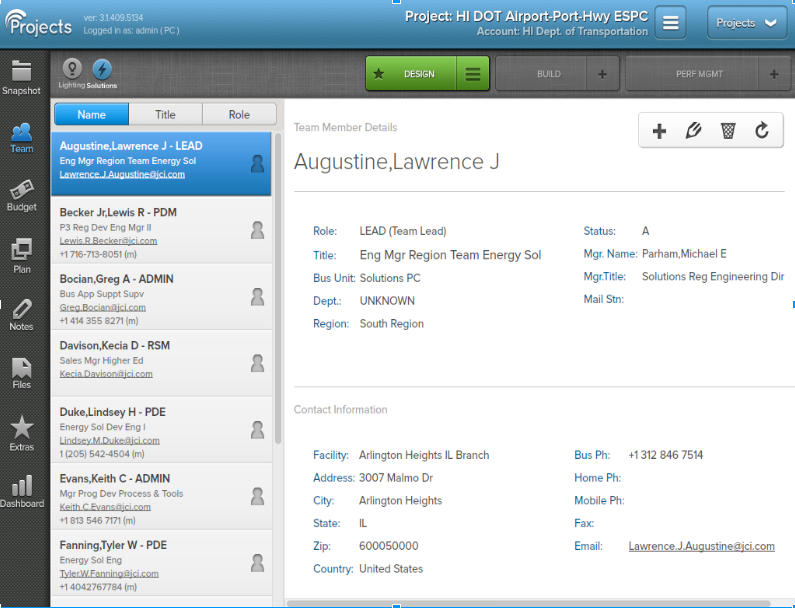 Projects
ver: 3.1.409.5134
Logged in as: admin ( PC )
Project: HI DOT Airport-Port-Hwy ESPC
Account: HI Dept. of Transportation
Projects
Snapshot
Team
Budget
Plan
Notes
Files
Extras
Dashboard
Lighting Solutions
DESIGN
BUILD
PERF MGMT
Name Title Role
Augustine,Lawrence J - LEAD
Eng Mgr Region Team Energy Sol
Lawrence.J.Augustine@jci.com
Becker Jr,Lewis R - PDM
P3 Reg Dev Eng Mgr II
Lewis.R.Becker@jci.com
+1 716-713-8051 (m)
Bocian,Greg A - ADMIN
Bus App Suppt Supv
Greg.Bocian@jci.com
+1 414 355 8271 (m)
Davison,Kecia D - RSM
Sales Mgr Higher Ed
Kecia.Davison@jci.com
Duke,Lindsey H - PDE
Energy Sol Dev Eng I
Lindsey.M.Duke@jci.com
1 (205) 542-4504 (m)
Evans,Keith C - ADMIN
Mgr Prog Dev Process & Tools
Keith.C.Evans@jci.com
+1 813 546 7171 (m)
Fanning,Tyler W - PDE
Energy Sol Eng
Tyler.W.Fanning@jci.com
+1 4042767784 (m)
Team Member Details
Augustine,Lawrence J
Role: LEAD (Team Lead)
Title: Eng Mgr Region Team Energy Sol
Bus Unit: Solutions PC
Dept.: UNKNOWN
Region: South Region
Status: A
Mgr. Name: Parham,Michael E
Mgr.Title: Solutions Reg Engineering Dir
Mail Stn:
Contact Information
Facility: Arlington Heights IL Branch
Address: 3007 Malmo Dr
City: Arlington Heights
State: IL
Zip: 600050000
Country: United States
Bus Ph: +1 312 846 7514
Home Ph:
Mobile Ph:
Fax:
Email: Lawrence.J.Augustine@jci.com